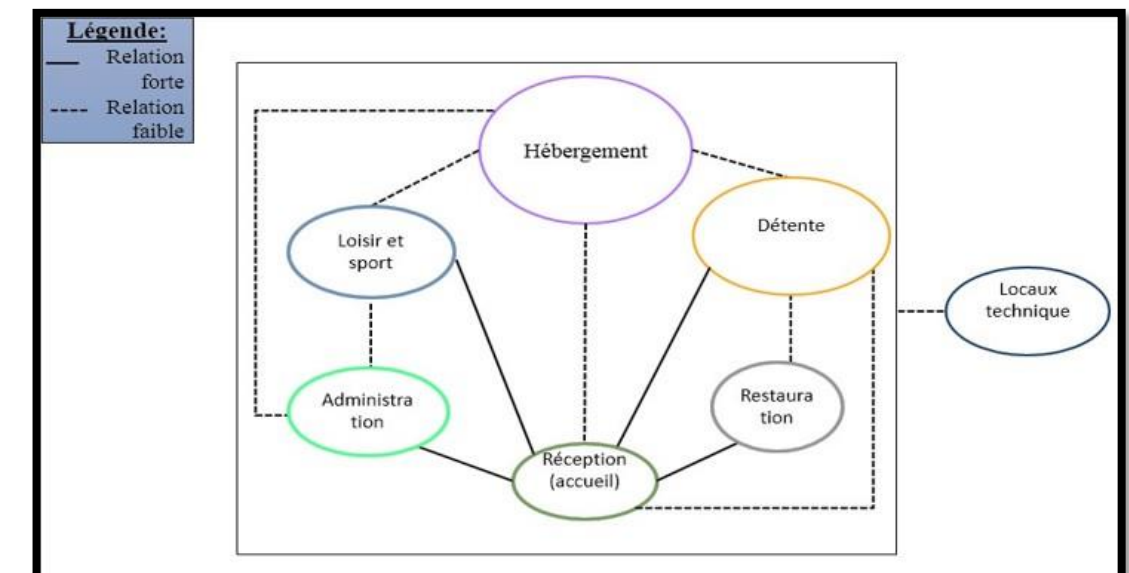 Légende:
Relation
forte
Relation
faible
Hébergement
Loisir et
sport
Détente
Locaux
technique
Administra
tion
Restaura
tion
Réception
(accueil)